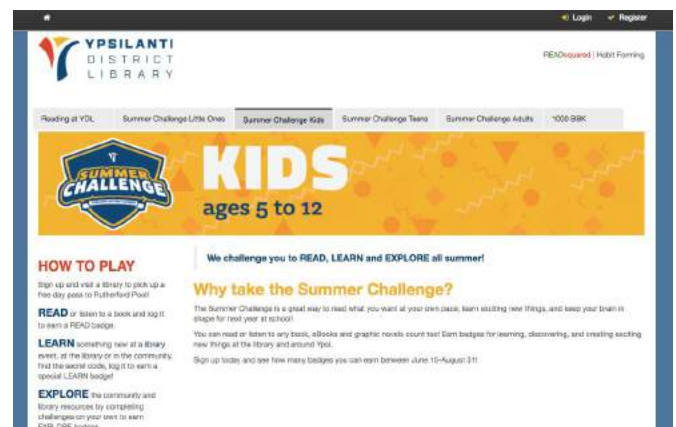 Login
Register
YPSILANTI
DISTRICT
LIBRARY
READsquared | Habit Forming
Reading at YDL
Summer Challenge Little Ones
Summer Challenge Kids
Summer Challenge Teens
Summer Challenge Adults
1000 BBK
SUMMER
CHALLENGE
KIDS
ages 5 to 12
HOW TO PLAY
Sign up and visit a library to pick up a
free day pass to Rutherford Pool!
READ or listen to a book and log it
to earn a READ badge.
LEARN something new at a library
event, at the library or in the community,
find the secret code, log it to earn a
special LEARN badge!
EXPLORE the community and
library resources by completing
challenges on your own to earn
EXPLORE badges.
We challenge you to READ, LEARN and EXPLORE all summer!
Why take the Summer Challenge?
The Summer Challenge is a great way to read what you want at your own pace, learn exciting new things, and keep your brain in
shape for next year at school!
You can read or listen to any book, eBooks and graphic novels count too! Earn badges for learning, discovering, and creating exciting
new things at the library and around Ypsi.
Sign up today and see how many badges you can earn between June 15-August 31!